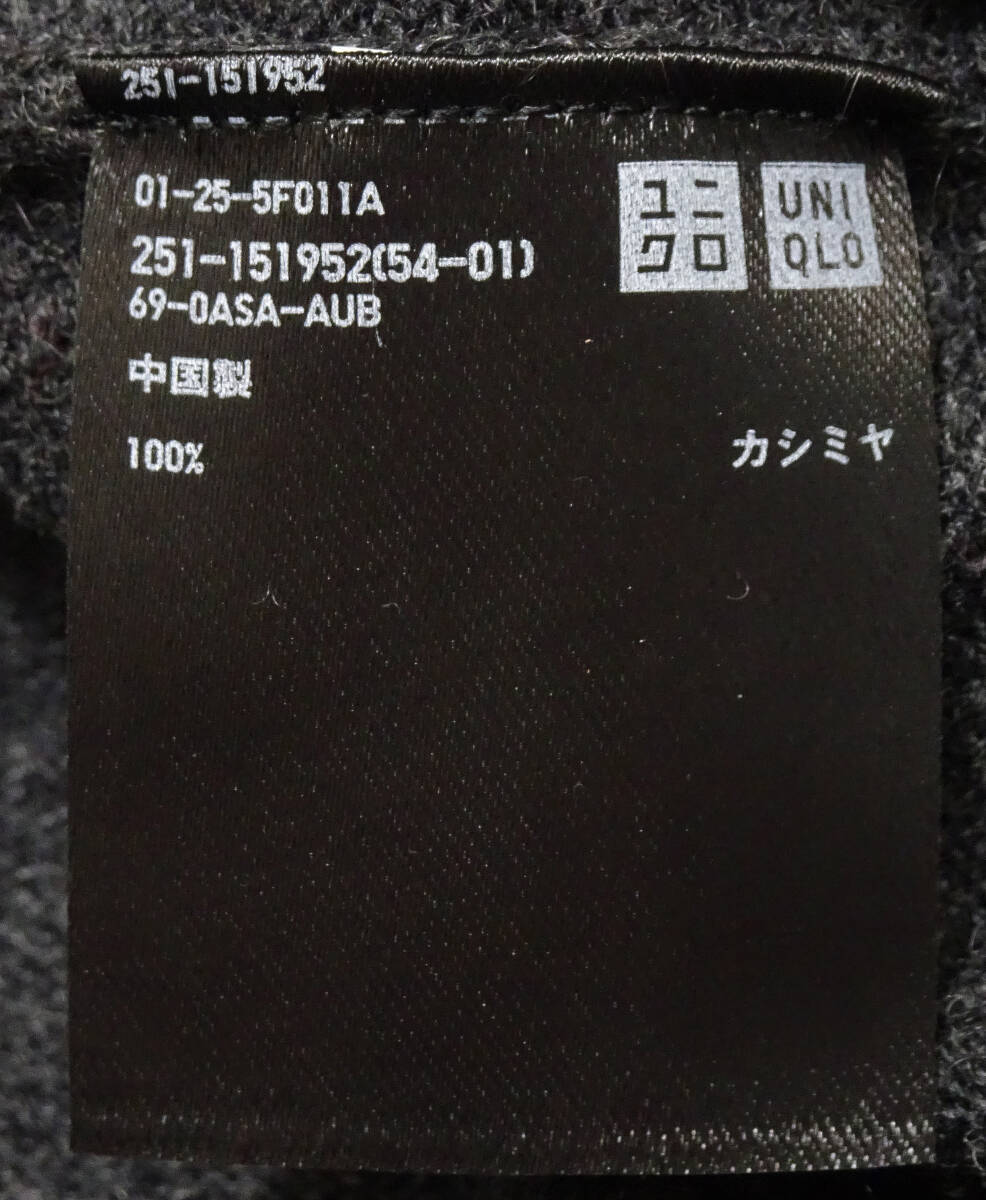 251-151952
01-25-5F011A
251-151952(54-01)
69-0ASA-AUB
中国製
100% カシミヤ
ユニ
クロ
UNI
QLO